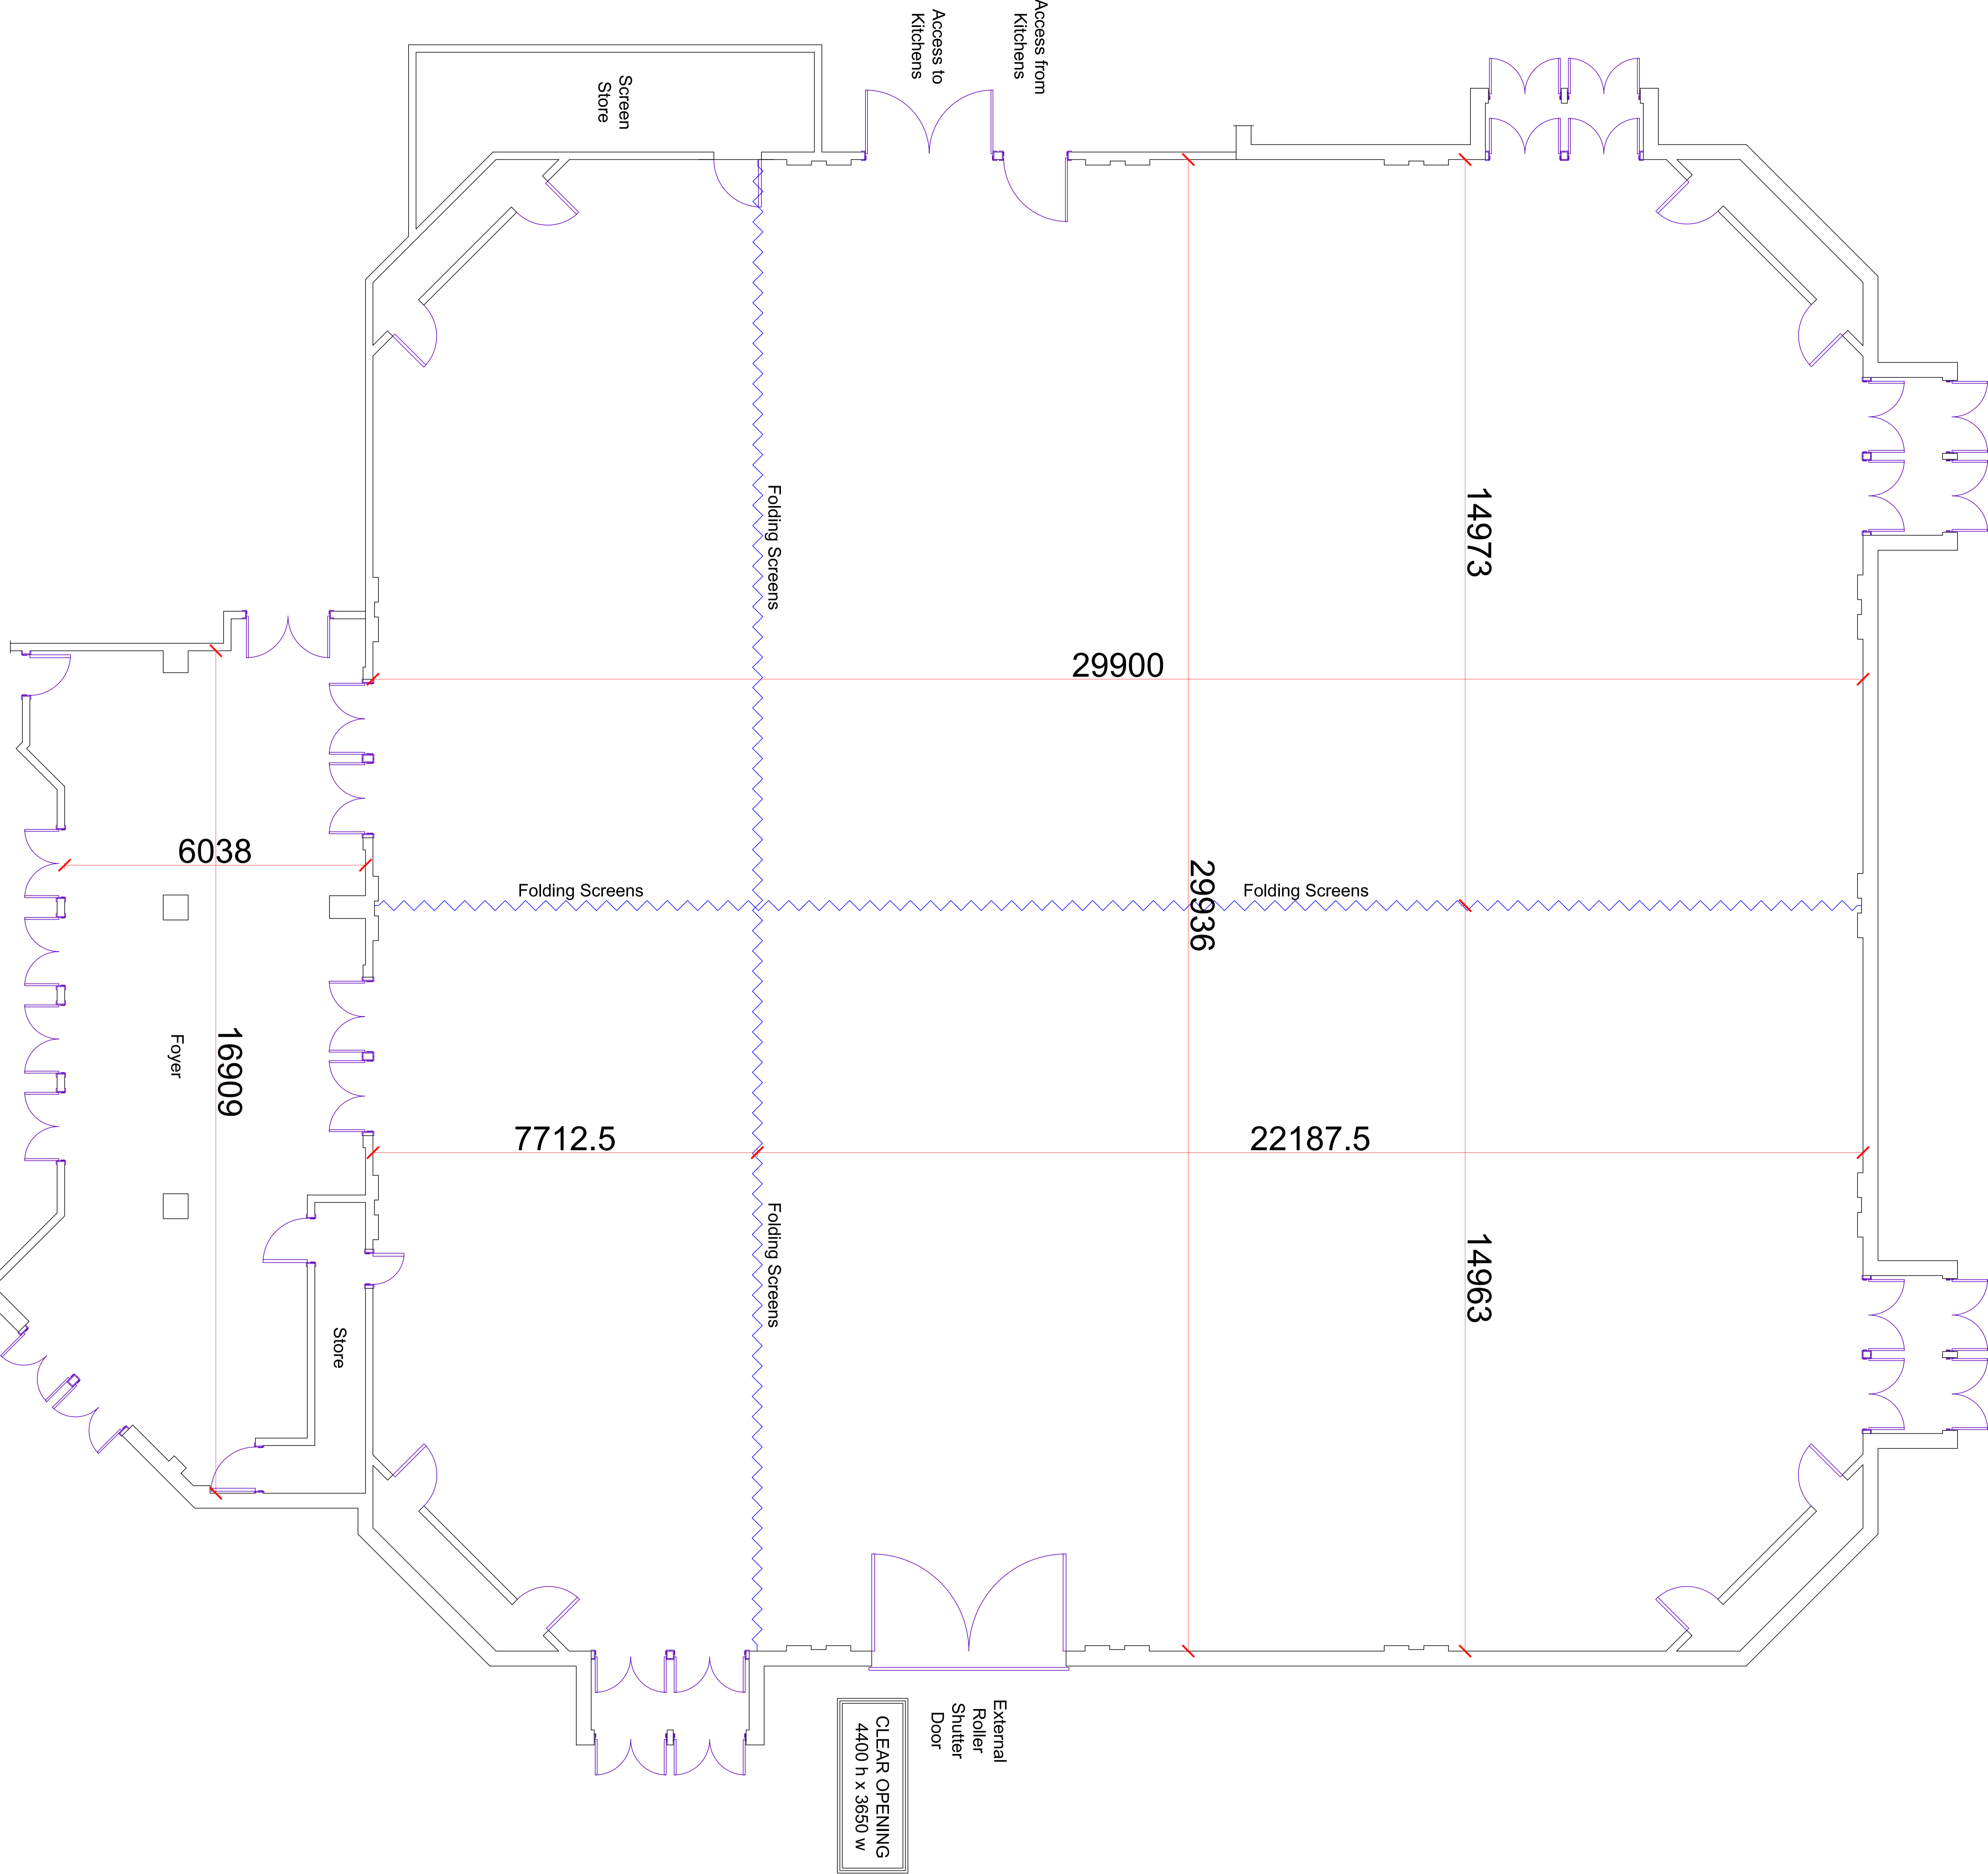 Access to
Kitchens
Access from
Kitchens
Screen
Store
Folding Screens
14973
29900
6038
Folding Screens
Folding Screens
29936
Foyer
16909
7712.5
22187.5
Folding Screens
14963
Store
External
Roller
Shutter
Door
CLEAR OPENING
4400 h x 3650 w